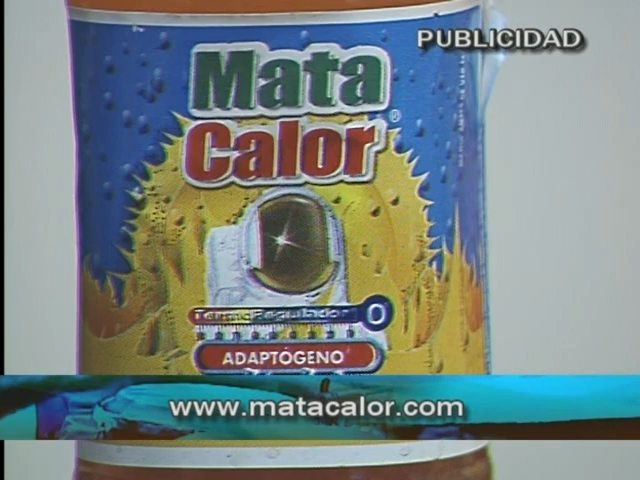 PUBLICIDAD
Mata
Calor®
TermoRegulador
ADAPTÓGENO
www.matacalor.com